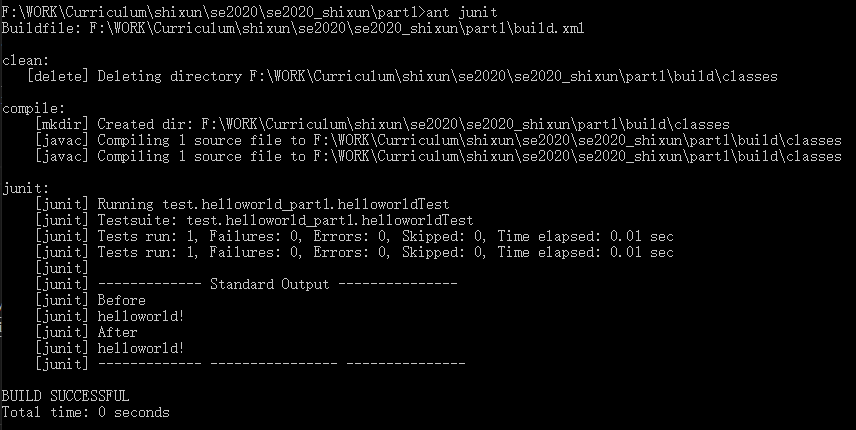 F:\WORK\Curriculum\shixun\se2020\se2020_shixun\part1>ant junit
Buildfile: F:\WORK\Curriculum\shixun\se2020\se2020_shixun\part1\build.xml
clean:
[delete] Deleting directory F:\WORK\Curriculum\shixun\se2020\se2020_shixun\part1\build\classes
compile:
[mkdir] Created dir: F:\WORK\Curriculum\shixun\se2020\se2020_shixun\part1\build\classes
[javac] Compiling 1 source file to F:\WORK\Curriculum\shixun\se2020\se2020_shixun\part1\build\classes
[javac] Compiling 1 source file to F:\WORK\Curriculum\shixun\se2020\se2020_shixun\part1\build\classes
junit:
[junit] Running test.helloworld_part1.helloworldTest
[junit] Testsuite: test.helloworld_part1.helloworldTest
[junit] Tests run: 1, Failures: 0, Errors: 0, Skipped: 0, Time elapsed: 0.01 sec
[junit] Tests run: 1, Failures: 0, Errors: 0, Skipped: 0, Time elapsed: 0.01 sec
[junit]
[junit] ------------- Standard Output ---------------
[junit] Before
[junit] helloworld!
[junit] After
[junit] helloworld!
[junit] ------------- ---------------- ---------------
BUILD SUCCESSFUL
Total time: 0 seconds